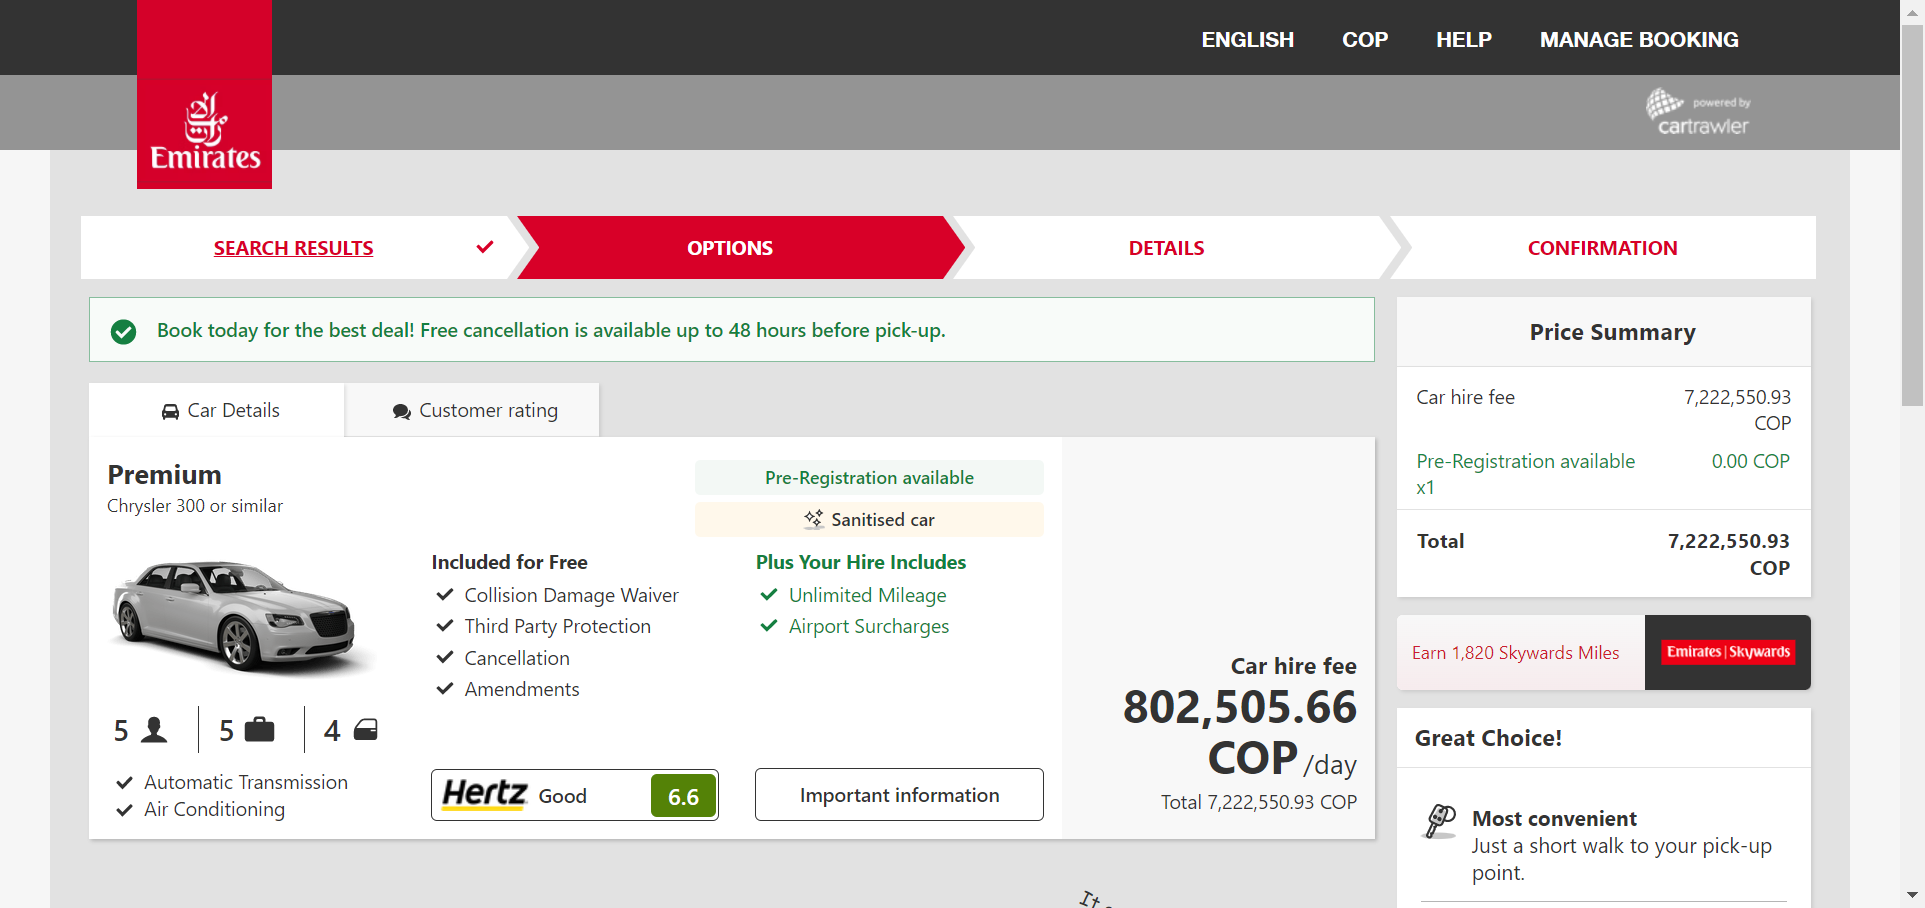 ENGLISH COP HELP MANAGE BOOKING
powered by
cartrawler
Emirates
SEARCH RESULTS OPTIONS DETAILS CONFIRMATION
Book today for the best deal! Free cancellation is available up to 48 hours before pick-up.
Car Details Customer rating
Premium
Chrysler 300 or similar
Pre-Registration available
Sanitised car
Included for Free
Collision Damage Waiver
Third Party Protection
Cancellation
Amendments
Plus Your Hire Includes
Unlimited Mileage
Airport Surcharges
5 5 4
Automatic Transmission
Air Conditioning
Hertz Good 6.6
Important information
Car hire fee
802,505.66
COP /day
Total 7,222,550.93 COP
Price Summary
Car hire fee 7,222,550.93
COP
Pre-Registration available 0.00 COP
x1
Total 7,222,550.93
COP
Earn 1,820 Skywards Miles
Emirates | Skywards
Great Choice!
Most convenient
Just a short walk to your pick-up
point.